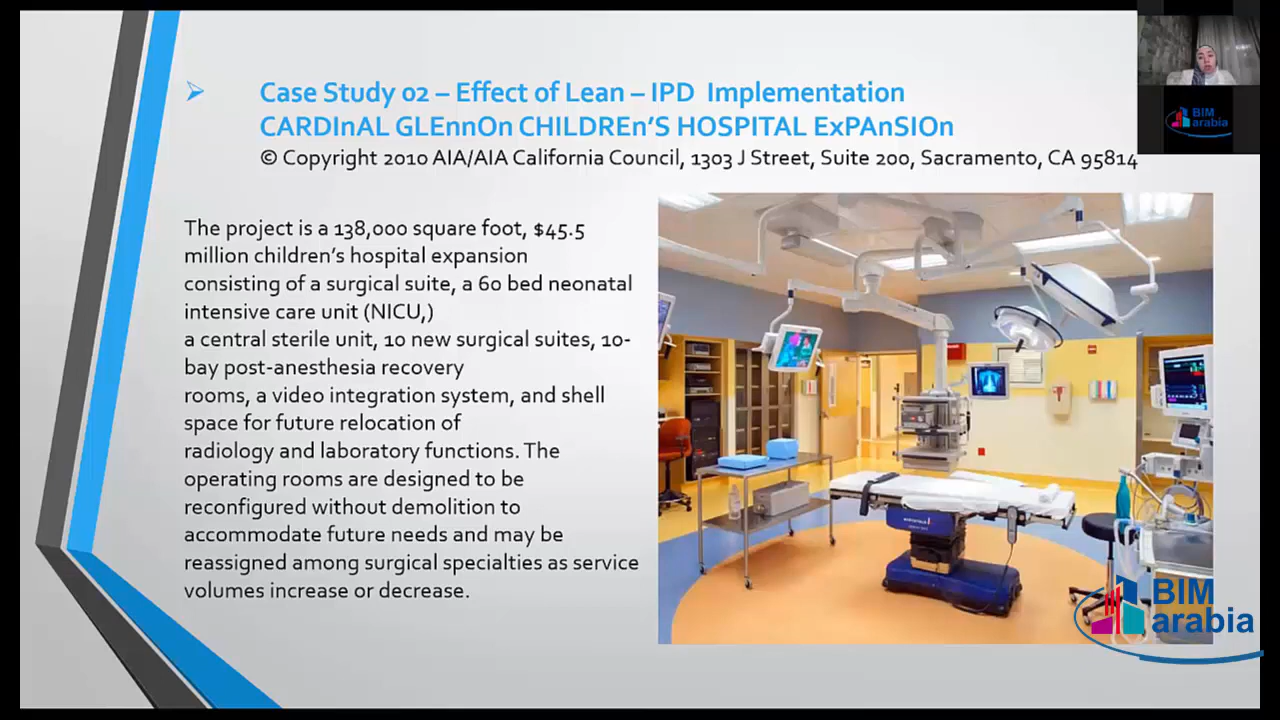 Case Study 02 – Effect of Lean – IPD Implementation
CARDInAL GLEnnOn CHILDREn’S HOSPITAL ExPAnSIOn
© Copyright 2010 AIA/AIA California Council, 1303 J Street, Suite 200, Sacramento, CA 95814
The project is a 138,000 square foot, $45.5
million children’s hospital expansion
consisting of a surgical suite, a 60 bed neonatal
intensive care unit (NICU,)
a central sterile unit, 10 new surgical suites, 10-
bay post-anesthesia recovery
rooms, a video integration system, and shell
space for future relocation of
radiology and laboratory functions. The
operating rooms are designed to be
reconfigured without demolition to
accommodate future needs and may be
reassigned among surgical specialties as service
volumes increase or decrease.
BIM
arabia
BIM
arabia